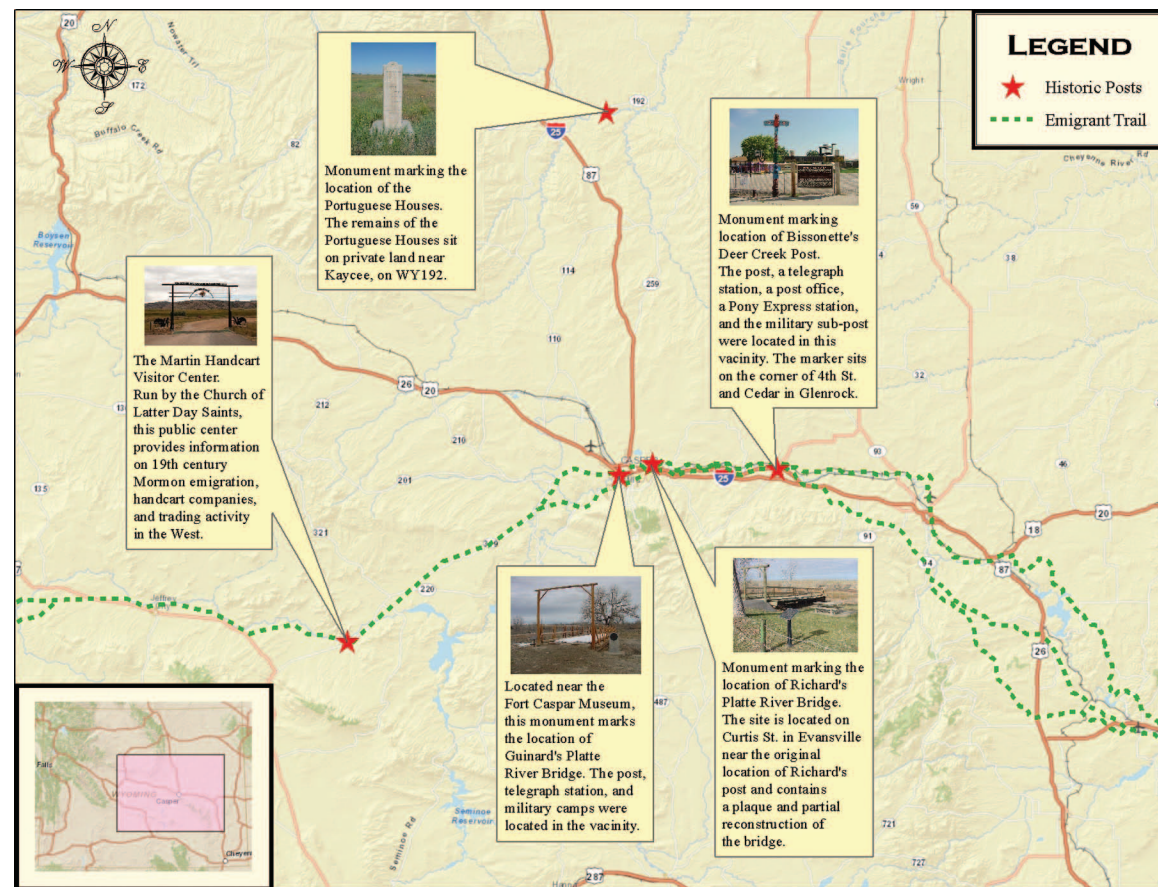 N
W
E
S
LEGEND
Historic Posts
Emigrant Trail
20
Nowater Trl
172
Buffalo Creek Rd
82
Boysen
Reservoir
Monument marking the
location of the
Portuguese Houses.
The remains of the
Portuguese Houses sit
on private land near
Kaycee, on WY192.
192
25
87
Belle Fourche
Wright
Cheyenne River
Rd
59
38
32
46
Monument marking
location of Bissonette's
Deer Creek Post.
The post, a telegraph
station, a post office,
a Pony Express station,
and the military sub-post
were located in this
vacinity. The marker sits
on the corner of 4th St.
and Cedar in Glenrock.
114
259
110
26
20
212
210
201
135
321
220
The Martin Handcart
Visitor Center.
Run by the Church of
Latter Day Saints,
this public center
provides information
on 19th century
Mormon emigration,
handcart companies,
and trading activity
in the West.
25
93
91
94
20
18
87
26
487
721
727
287
Seminoe
Reservoir
Seminoe Rd
Located near the
Fort Caspar Museum,
this monument marks
the location of
Guinard's Platte
River Bridge. The post,
telegraph station, and
military camps were
located in the vacinity.
Monument marking the
location of Richard's
Platte River Bridge.
The site is located on
Curtis St. in Evansville
near the original
location of Richard's
post and contains
a plaque and partial
reconstruction of
the bridge.
WYOMING
Casper